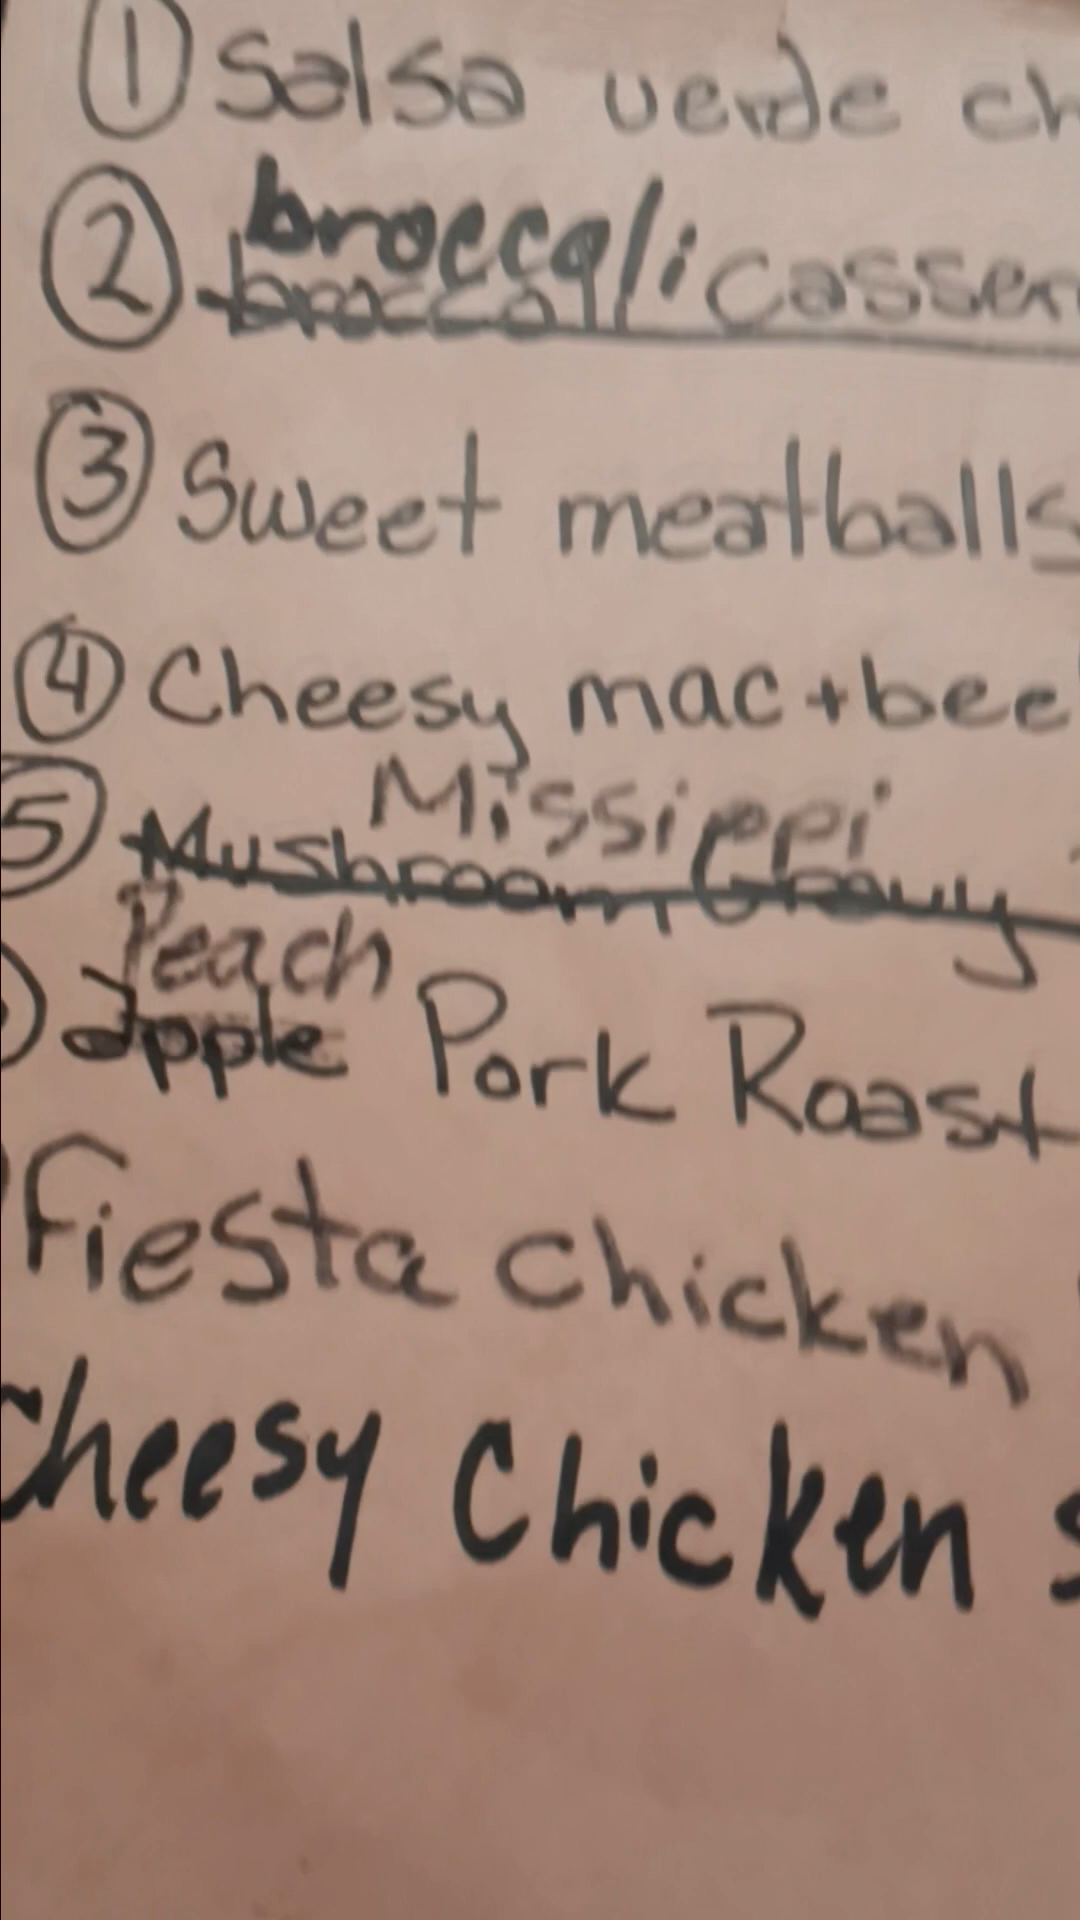 ① Salsa verde ch
broccoli
② broccoli casser
③ Sweet meatballs
④ Cheesy mac + bee
Missippi
⑤ Mushroom Gravy
Peach
apple Pork Roast
Fiesta chicken
Cheesy Chicken s